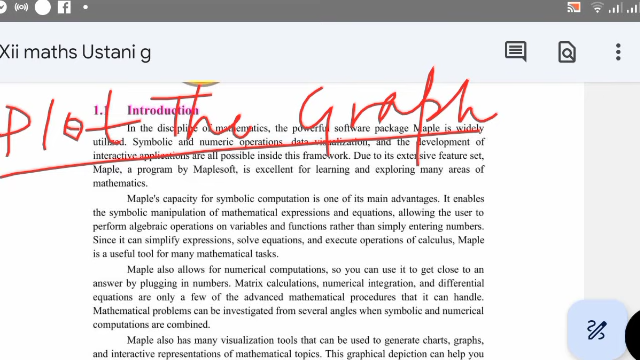 Xii maths Ustani g
Plot The Graph
1. Introduction
In the discipline of mathematics, the powerful software package Maple is widely
utilized. Symbolic and numeric operations, data visualization, and the development of
interactive applications are all possible inside this framework. Due to its extensive feature set,
Maple, a program by Maplesoft, is excellent for learning and exploring many areas of
mathematics.
Maple's capacity for symbolic computation is one of its main advantages. It enables
the symbolic manipulation of mathematical expressions and equations, allowing the user to
perform algebraic operations on variables and functions rather than simply entering numbers.
Since it can simplify expressions, solve equations, and execute operations of calculus, Maple
is a useful tool for many mathematical tasks.
Maple also allows for numerical computations, so you can use it to get close to an
answer by plugging in numbers. Matrix calculations, numerical integration, and differential
equations are only a few of the advanced mathematical procedures that it can handle.
Mathematical problems can be investigated from several angles when symbolic and numerical
computations are combined.
Maple also has many visualization tools that can be used to generate charts, graphs,
and interactive representations of mathematical topics. This graphical depiction can help you